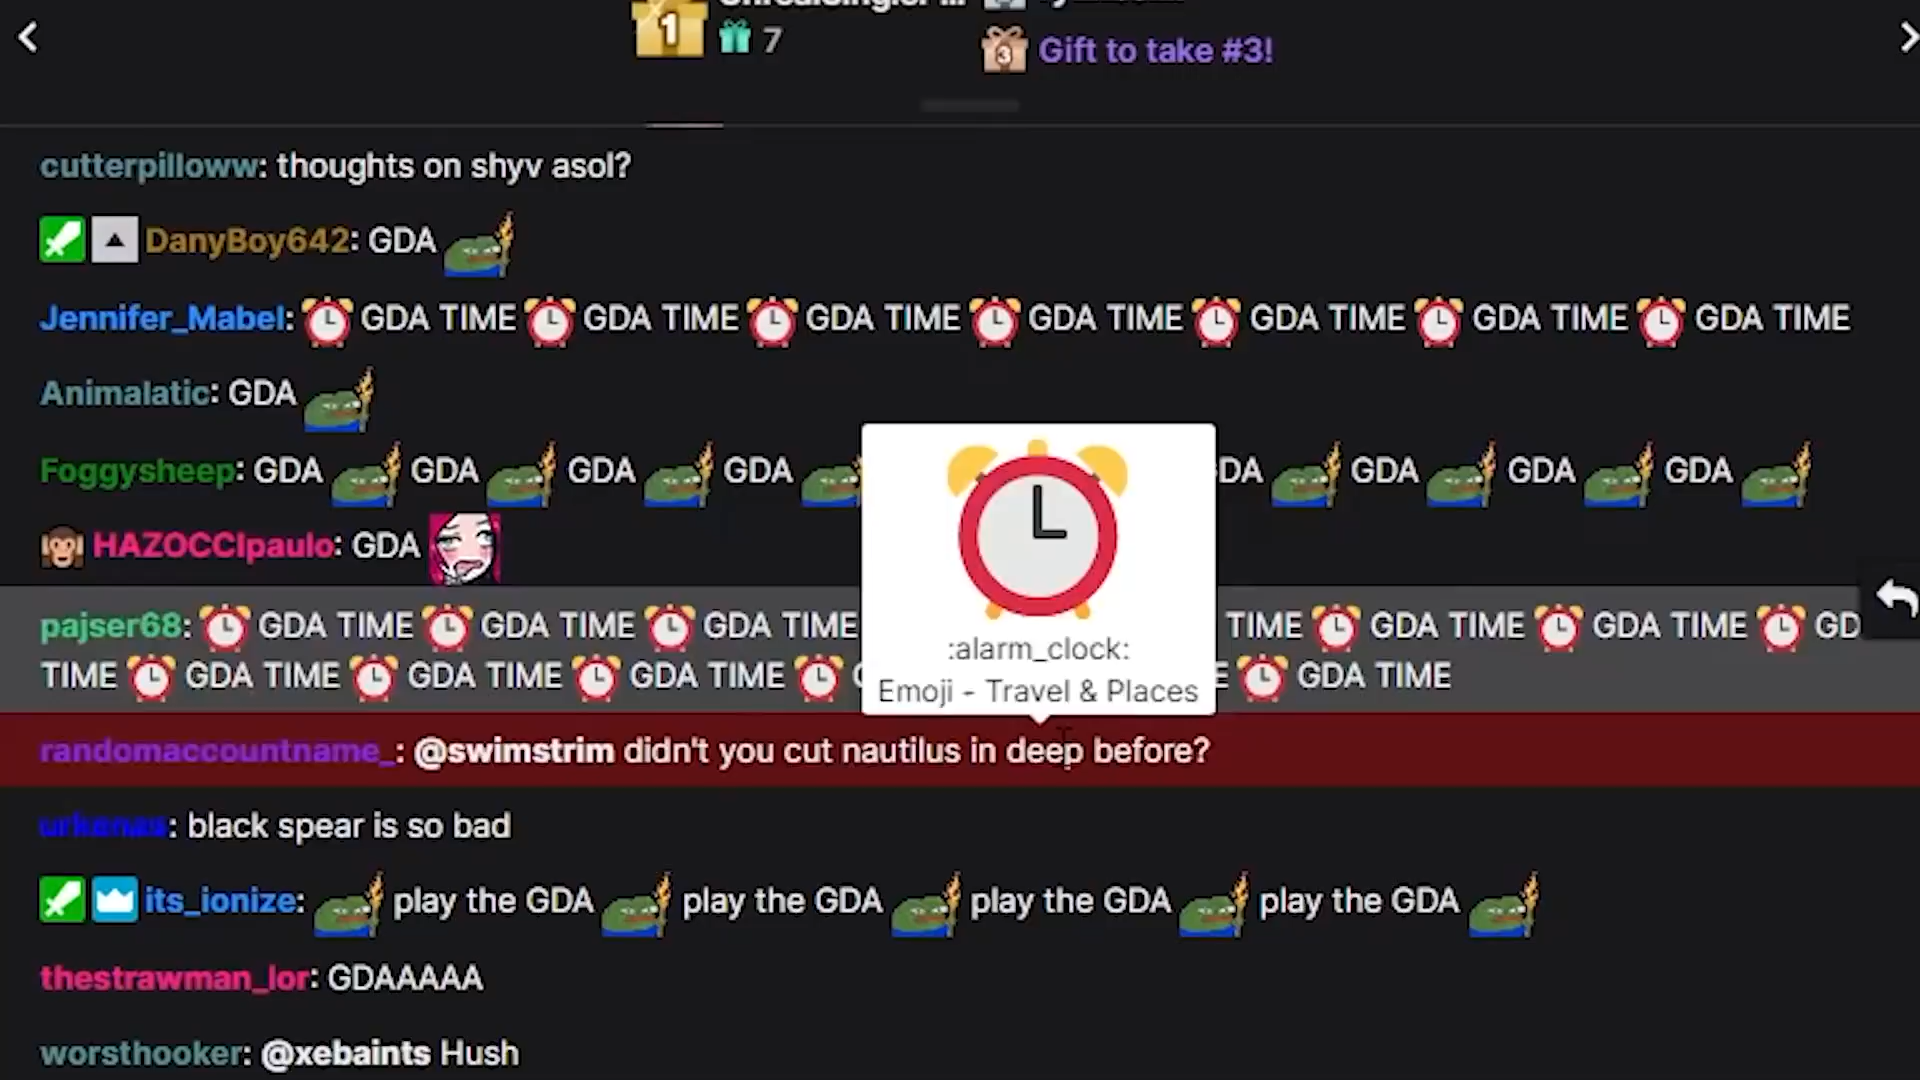 1
7
3
Gift to take #3!
cutterpilloww: thoughts on shyv asol?
DanyBoy642: GDA
Jennifer_Mabel: GDA TIME GDA TIME GDA TIME GDA TIME GDA TIME GDA TIME GDA TIME
Animalatic: GDA
Foggysheep: GDA GDA GDA GDA DA GDA GDA GDA
HAZOCCIpaulo: GDA
pajser68: GDA TIME GDA TIME GDA TIME TIME GDA TIME GDA TIME GD
TIME GDA TIME GDA TIME GDA TIME GDA TIME
:alarm_clock:
Emoji - Travel & Places
randomaccountname_: @swimstrim didn't you cut nautilus in deep before?
urkenas: black spear is so bad
its_ionize: play the GDA play the GDA play the GDA play the GDA
thestrawman_lor: GDAAAAA
worsthooker: @xebaints Hush